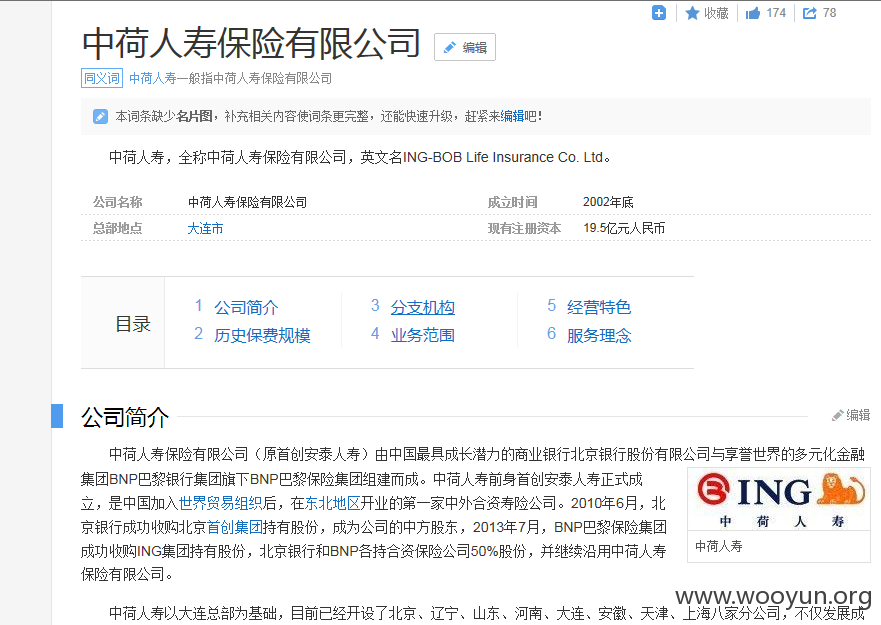 收藏 174 78
中荷人寿保险有限公司 编辑
同义词 中荷人寿一般指中荷人寿保险有限公司
本词条缺少名片图，补充相关内容使词条更完整，还能快速升级，赶紧来编辑吧！
中荷人寿，全称中荷人寿保险有限公司，英文名ING-BOB Life Insurance Co. Ltd。
公司名称 中荷人寿保险有限公司 成立时间 2002年底
总部地点 大连市 现有注册资本 19.5亿元人民币
目录
1 公司简介 3 分支机构 5 经营特色
2 历史保费规模 4 业务范围 6 服务理念
公司简介 编辑
中荷人寿保险有限公司（原首创安泰人寿）由中国最具成长潜力的商业银行北京银行股份有限公司与享誉世界的多元化金融
集团BNP巴黎银行集团旗下BNP巴黎保险集团组建而成。中荷人寿前身首创安泰人寿正式成
立，是中国加入世界贸易组织后，在东北地区开业的第一家中外合资寿险公司。2010年6月，北
京银行成功收购北京首创集团持有股份，成为公司的中方股东，2013年7月，BNP巴黎保险集团
成功收购ING集团持有股份，北京银行和BNP各持合资保险公司50%股份，并继续沿用中荷人寿
保险有限公司。
ING
中荷人寿
中荷人寿
中荷人寿以大连总部为基础，目前已经开设了北京、辽宁、山东、河南、大连、安徽、天津、上海八家分公司，不仅发展成
www.wooyun.org